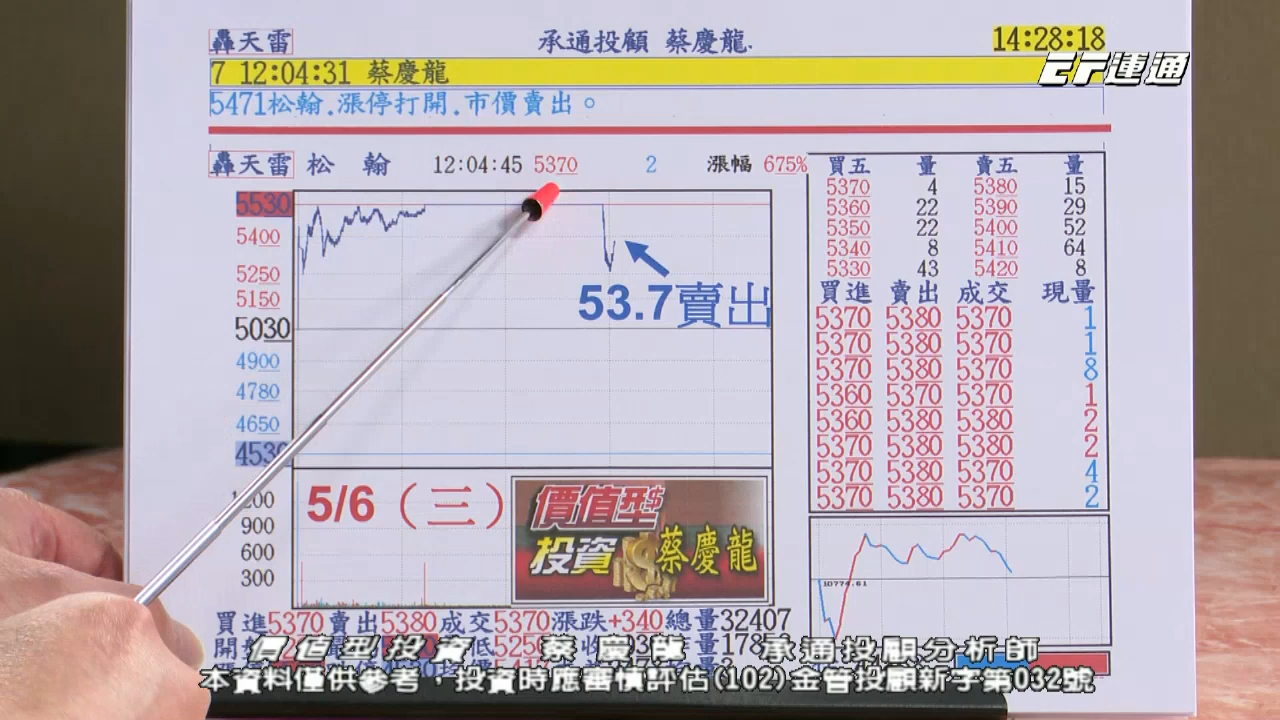 轟天雷 承通投顧 蔡慶龍. 14:28:18
7 12:04:31 蔡慶龍
EF運通
5471松翰.漲停打開.市價賣出。
轟天雷 松 翰 12:04:45 5370 2 漲幅 675%
買五 量 賣五 量
5370 4 5380 15
5360 22 5390 29
5350 22 5400 52
5340 8 5410 64
5330 43 5420 8
買進 賣出 成交 現量
5370 5380 5370 1
5370 5380 5370 1
5370 5380 5370 8
5360 5370 5370 1
5360 5380 5380 2
5370 5380 5380 2
5370 5380 5370 4
5370 5380 5370 2
5530
5400
5250
5150
5030
4900
4780
4650
4530
53.7賣出
1200
900
600
300
5/6（三）
價值型$
投資 蔡慶龍
10774.61
買進5370賣出5380成交5370漲跌+340總量32407
價值型投資 蔡慶龍 承通投顧分析師
本資料僅供參考，投資時應審慎評估(102)金管投顧新字第032號